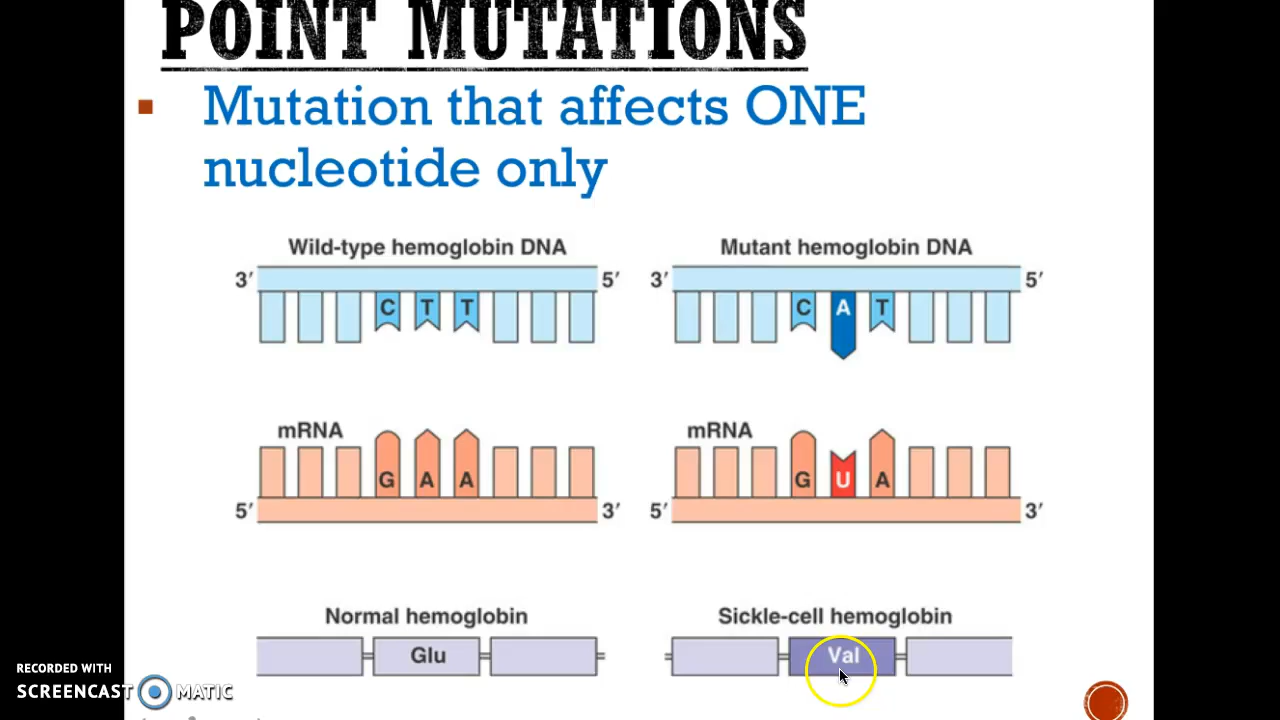 POINT MUTATIONS
Mutation that affects ONE
nucleotide only
Wild-type hemoglobin DNA
3′ 5′
C T T
Mutant hemoglobin DNA
3′ 5′
C A T
mRNA
G A A
5′ 3′
mRNA
G U A
5′ 3′
Normal hemoglobin
Glu
Sickle-cell hemoglobin
Val
RECORDED WITH
SCREENCAST MATIC